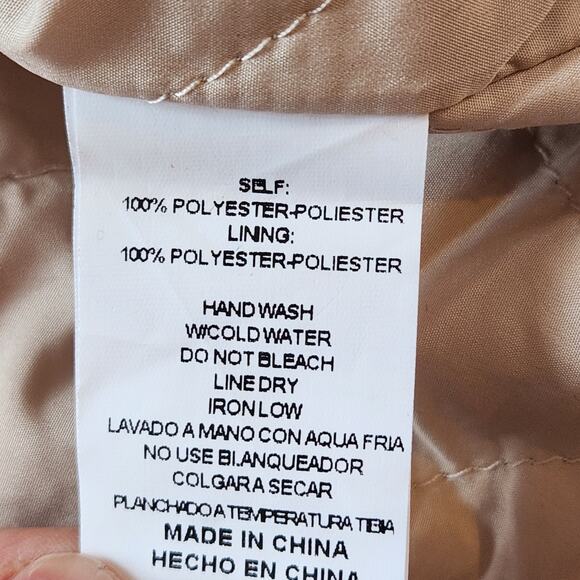 SELF:
100% POLYESTER-POLIESTER
LINING:
100% POLYESTER-POLIESTER
HAND WASH
W/COLD WATER
DO NOT BLEACH
LINE DRY
IRON LOW
LAVADO A MANO CON AQUA FRIA
NO USE BLANQUEADOR
COLGAR A SECAR
PLANCHADO A TEMPERATURA TIBIA
MADE IN CHINA
HECHO EN CHINA